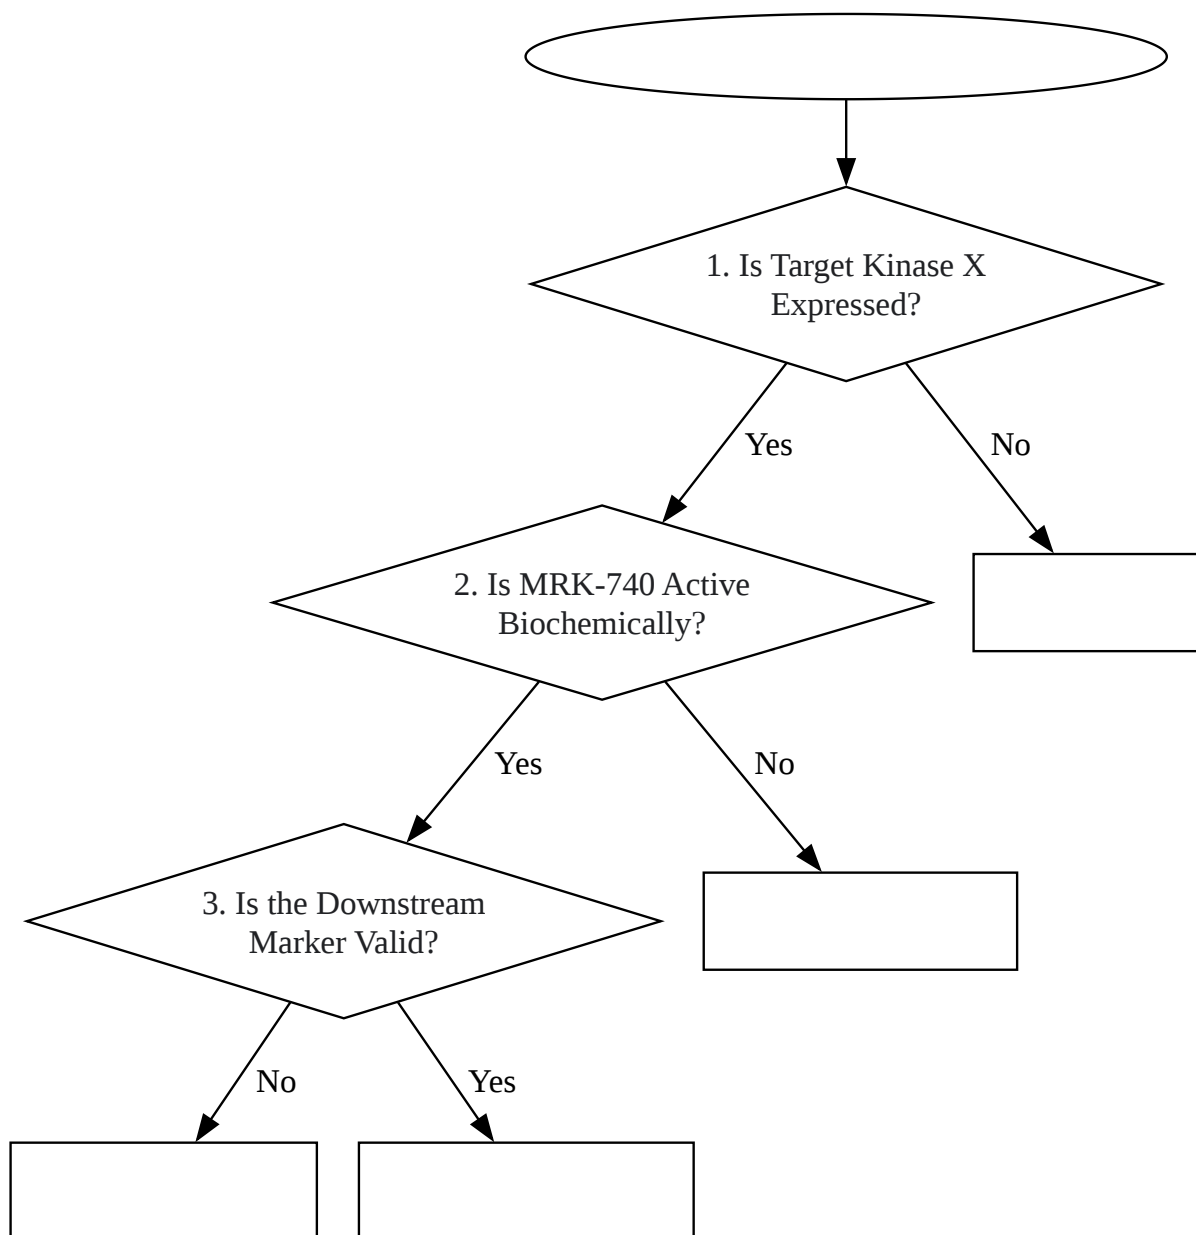 1. Is Target Kinase X
Expressed?
Yes
No
2. Is MRK-740 Active
Biochemically?
Yes
No
3. Is the Downstream
Marker Valid?
No
Yes